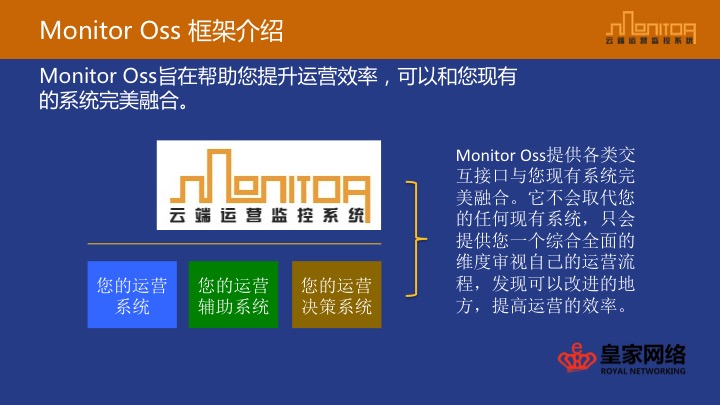 Monitor Oss 框架介绍
MONITOR
云端运营监控系统
Monitor Oss旨在帮助您提升运营效率，可以和您现有
的系统完美融合。
MONITOR
云端运营监控系统
您的运营
系统
您的运营
辅助系统
您的运营
决策系统
Monitor Oss提供各类交
互接口与您现有系统完
美融合。它不会取代您
的任何现有系统，只会
提供您一个综合全面的
维度审视自己的运营流
程，发现可以改进的地
方，提高运营的效率。
e
皇家网络
ROYAL NETWORKING